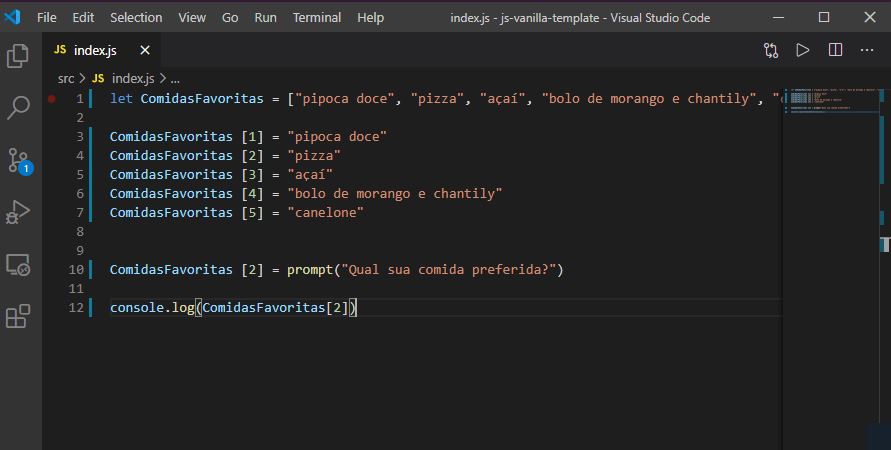 File Edit Selection View Go Run Terminal Help index.js - js-vanilla-template - Visual Studio Code
JS index.js
src > JS index.js > ...
1 let ComidasFavoritas = ["pipoca doce", "pizza", "açaí", "bolo de morango e chantily", "
2
3 ComidasFavoritas [1] = "pipoca doce"
4 ComidasFavoritas [2] = "pizza"
5 ComidasFavoritas [3] = "açaí"
6 ComidasFavoritas [4] = "bolo de morango e chantily"
7 ComidasFavoritas [5] = "canelone"
8
9
10 ComidasFavoritas [2] = prompt("Qual sua comida preferida?")
11
12 console.log(ComidasFavoritas[2])
1